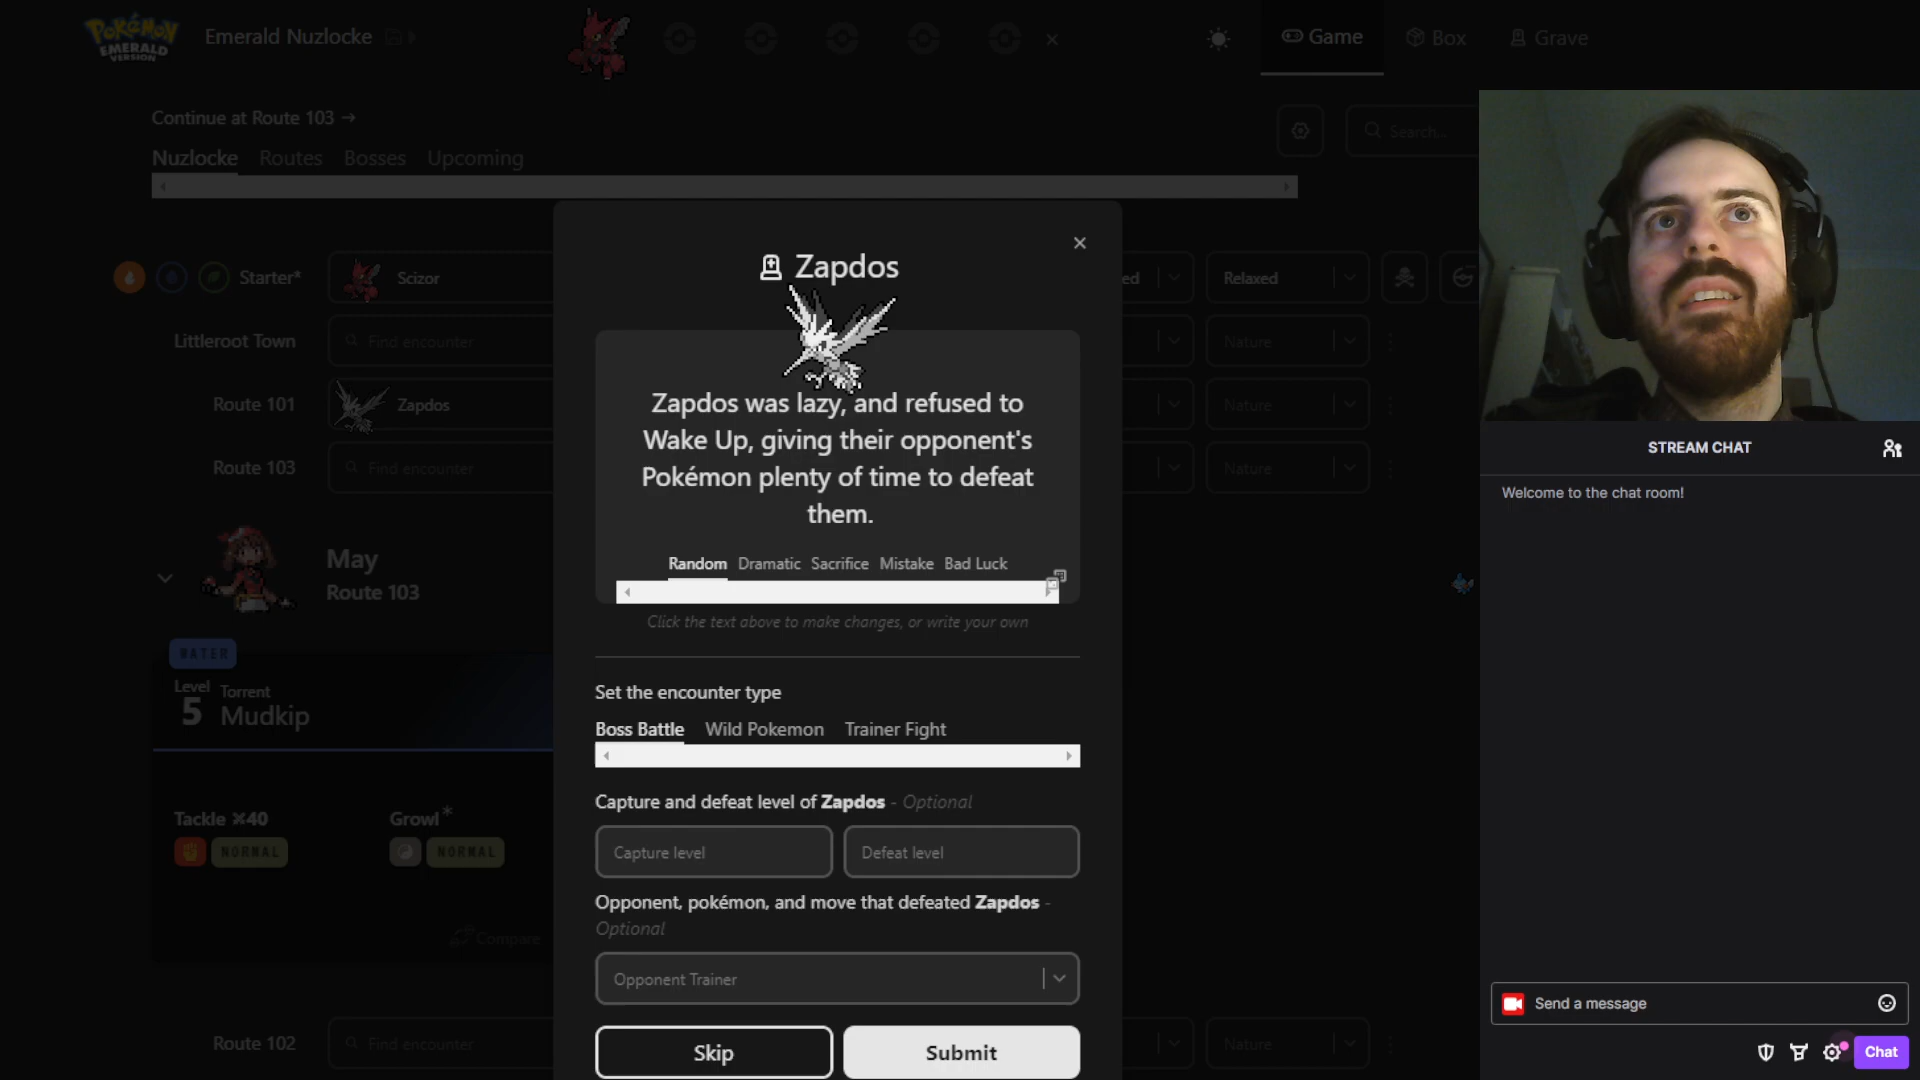 POKéMON
EMERALD
VERSION
Emerald Nuzlocke
Game
Box
Grave
Continue at Route 103 →
Search...
Nuzlocke
Routes
Bosses
Upcoming
Zapdos
Starter*
Scizor
ed
Relaxed
Littleroot Town
Find encounter
Nature
Route 101
Zapdos
Nature
Route 103
Find encounter
Nature
Zapdos was lazy, and refused to
Wake Up, giving their opponent's
Pokémon plenty of time to defeat
them.
Random Dramatic Sacrifice Mistake Bad Luck
Click the text above to make changes, or write your own
May
Route 103
WATER
Level
5
Torrent
Mudkip
Set the encounter type
Boss Battle Wild Pokemon Trainer Fight
Capture and defeat level of Zapdos - Optional
Capture level
Defeat level
Tackle ×40
NORMAL
Growl*
NORMAL
Compare
Opponent, pokémon, and move that defeated Zapdos -
Optional
Opponent Trainer
Skip
Submit
Route 102
Find encounter
Nature
STREAM CHAT
Welcome to the chat room!
Send a message
Chat